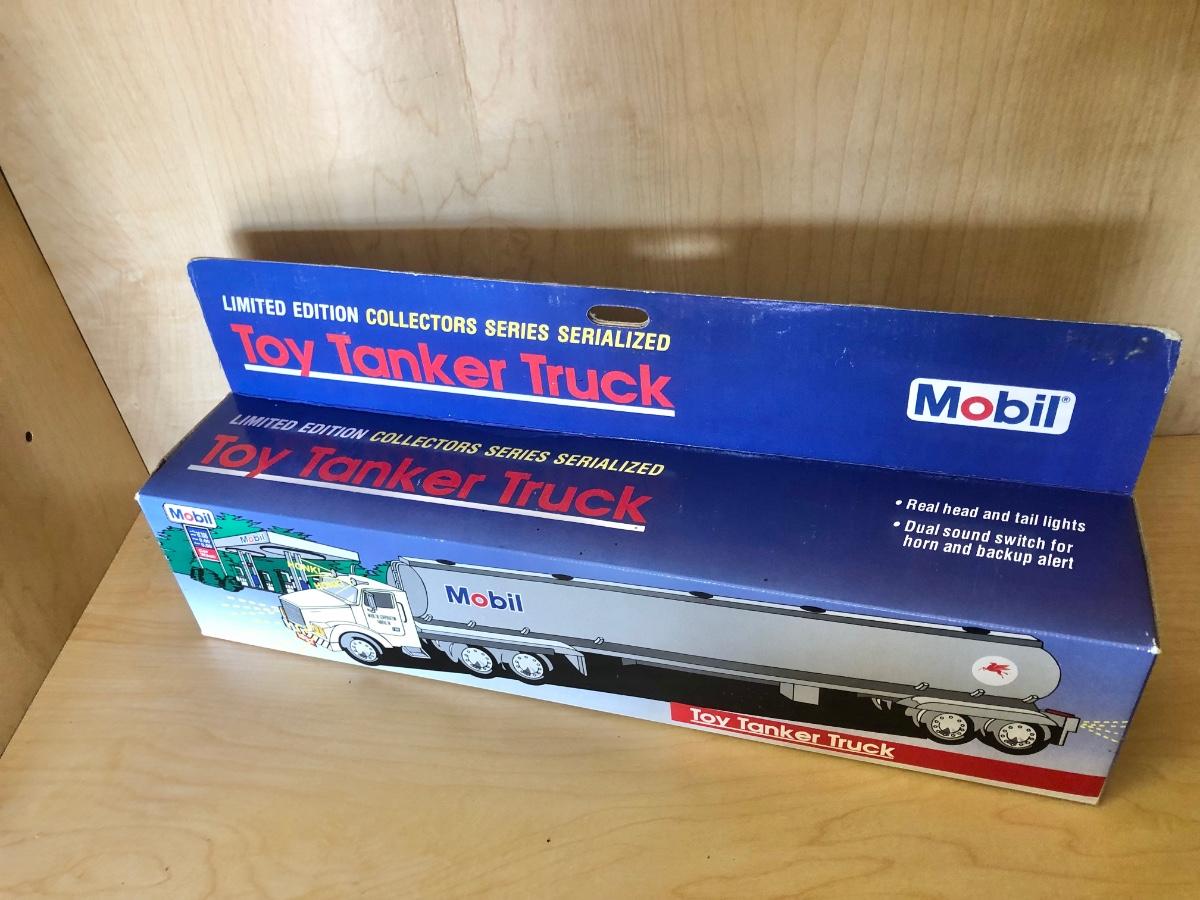 LIMITED EDITION COLLECTORS SERIES SERIALIZED
Toy Tanker Truck
Mobil®
LIMITED EDITION COLLECTORS SERIES SERIALIZED
Toy Tanker Truck
• Real head and tail lights
• Dual sound switch for
horn and backup alert
Mobil
Mobil
HONK!
Mobil
Toy Tanker Truck